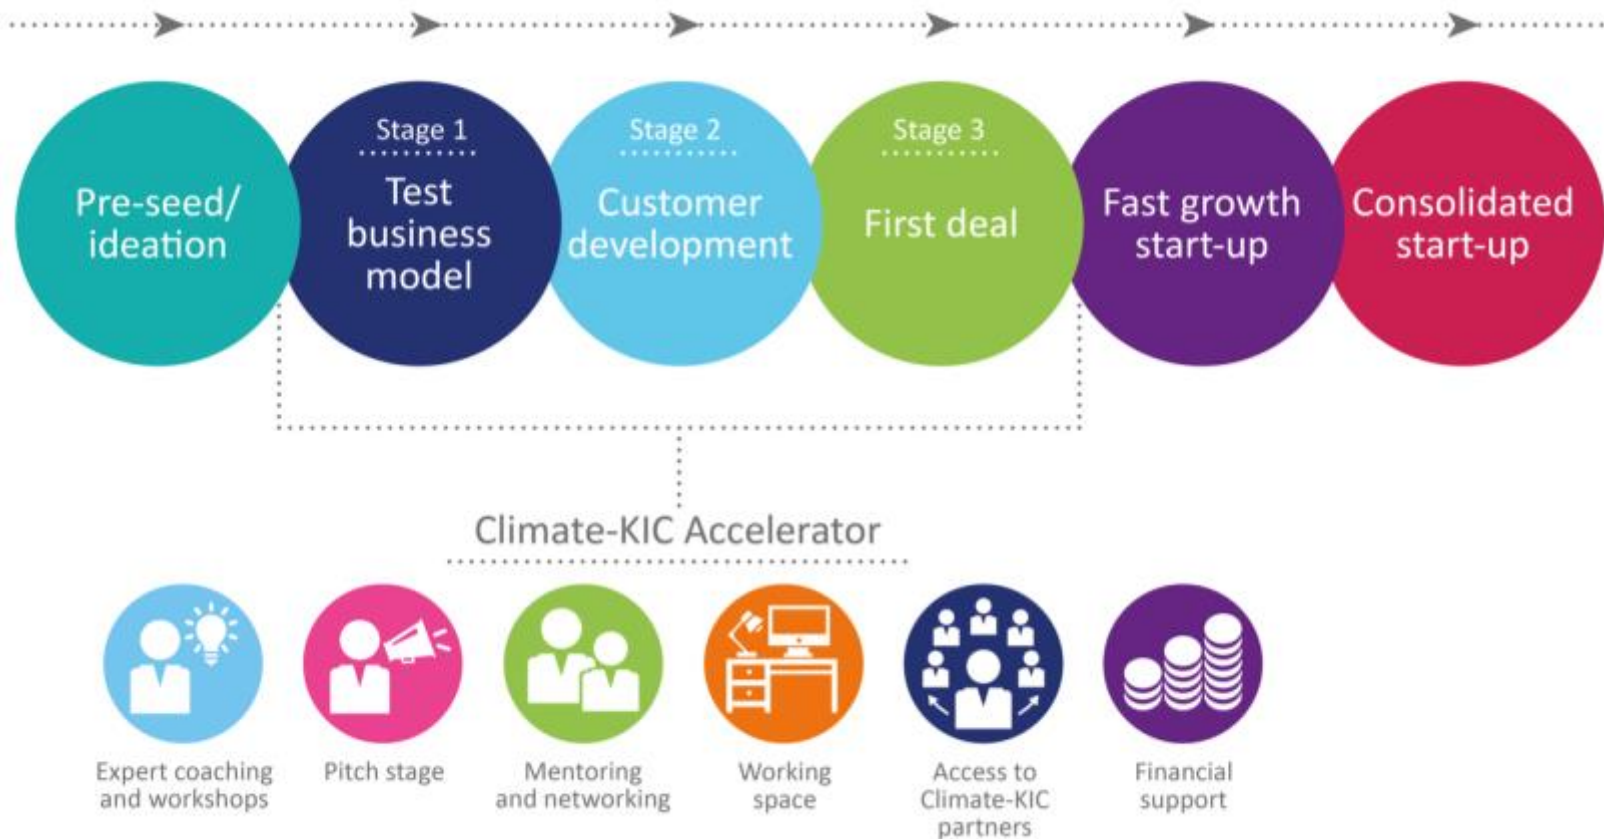 Pre-seed/
ideation
Stage 1
Test
business
model
Stage 2
Customer
development
Stage 3
First deal
Fast growth
start-up
Consolidated
start-up
Climate-KIC Accelerator
Expert coaching
and workshops
Pitch stage
Mentoring
and networking
Working
space
Access to
Climate-KIC
partners
Financial
support